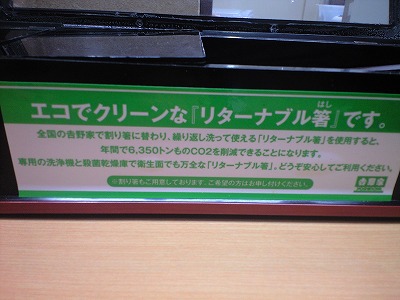 はし
エコでクリーンな『リターナブル箸』です。
全国の吉野家で割り箸に替わり、繰り返し洗って使える「リターナブル箸」を使用すると、
年間で6,350トンものCO2を削減できることになります。
専用の洗浄機と殺菌乾燥庫で衛生面でも万全な「リターナブル箸」。どうぞ安心してご利用ください。
※割り箸もご用意しております。ご希望の方はお申し付けください。
吉野家